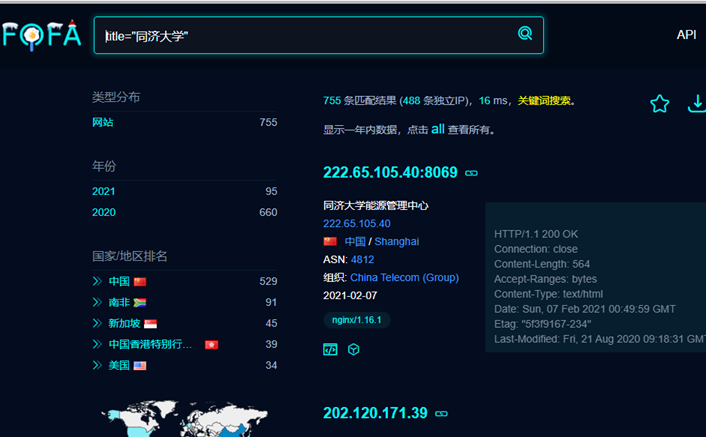 FOFA
title="同济大学"
API
类型分布
网站 755
年份
2021 95
2020 660
国家/地区排名
中国 529
南非 91
新加坡 45
中国香港特别行... 39
美国 34
755 条匹配结果 (488 条独立IP)，16 ms，关键词搜索。
显示一年内数据，点击 all 查看所有。
222.65.105.40:8069
同济大学能源管理中心
222.65.105.40
中国 / Shanghai
ASN: 4812
组织: China Telecom (Group)
2021-02-07
nginx/1.16.1
HTTP/1.1 200 OK
Connection: close
Content-Length: 564
Accept-Ranges: bytes
Content-Type: text/html
Date: Sun, 07 Feb 2021 00:49:59 GMT
Etag: "5f3f9167-234"
Last-Modified: Fri, 21 Aug 2020 09:18:31 GM
202.120.171.39